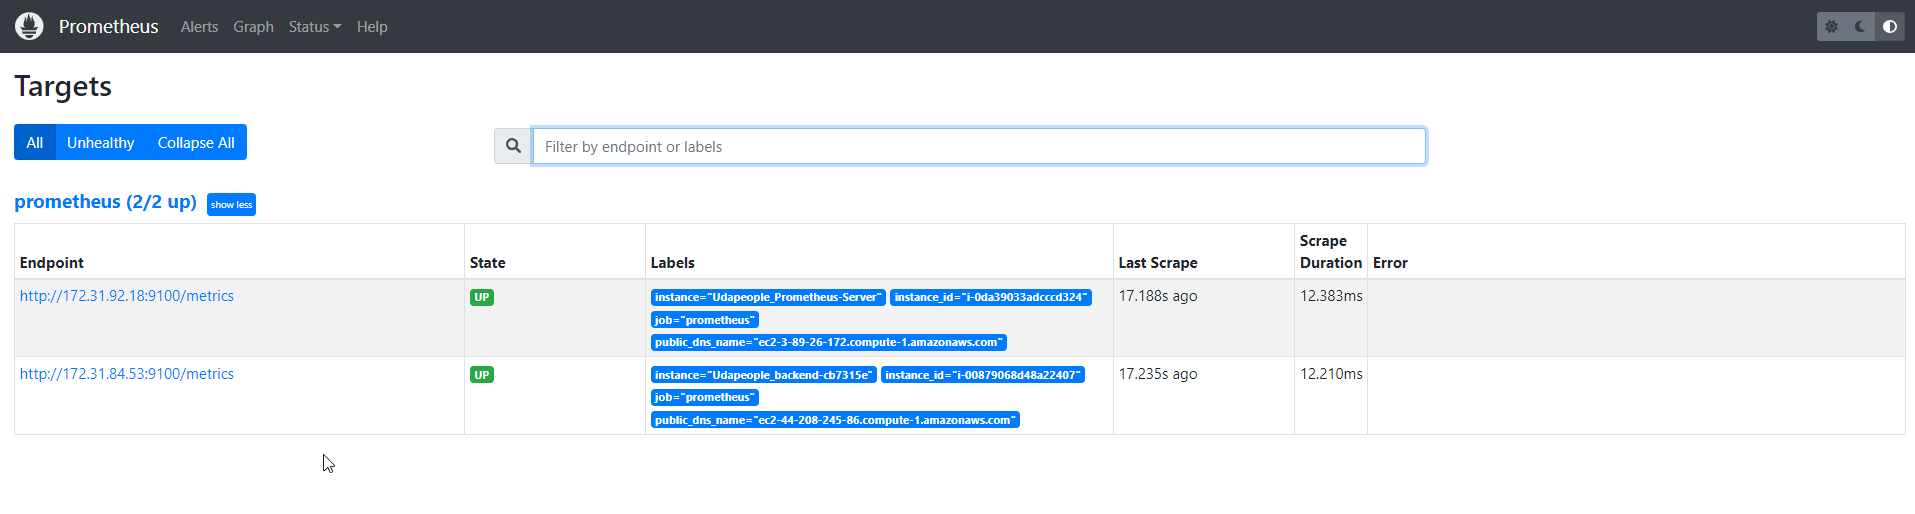 Prometheus Alerts Graph Status Help
Targets
All Unhealthy Collapse All
Filter by endpoint or labels
prometheus (2/2 up) show less
Endpoint State Labels Last Scrape Scrape Duration Error
http://172.31.92.18:9100/metrics UP instance="Udapeople_Prometheus-Server" instance_id="i-0da39033adcccd324" 17.188s ago 12.383ms
job="prometheus"
public_dns_name="ec2-3-89-26-172.compute-1.amazonaws.com"
http://172.31.84.53:9100/metrics UP instance="Udapeople_backend-cb7315e" instance_id="i-00879068d48a22407" 17.235s ago 12.210ms
job="prometheus"
public_dns_name="ec2-44-208-245-86.compute-1.amazonaws.com"